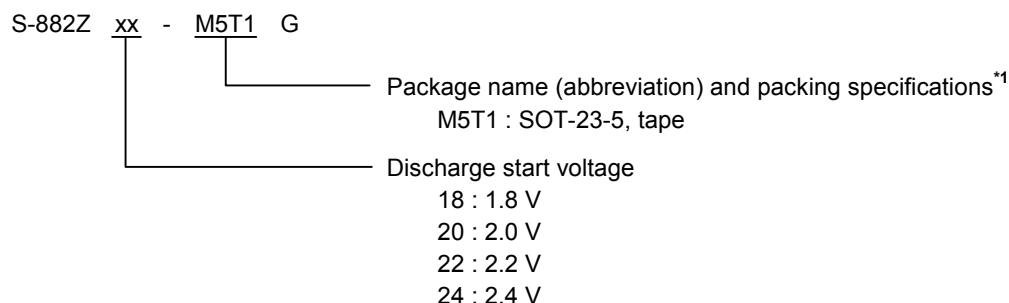 S-882Z xx - M5T1 G
Package name (abbreviation) and packing specifications*1
M5T1 : SOT-23-5, tape
Discharge start voltage
18 : 1.8 V
20 : 2.0 V
22 : 2.2 V
24 : 2.4 V